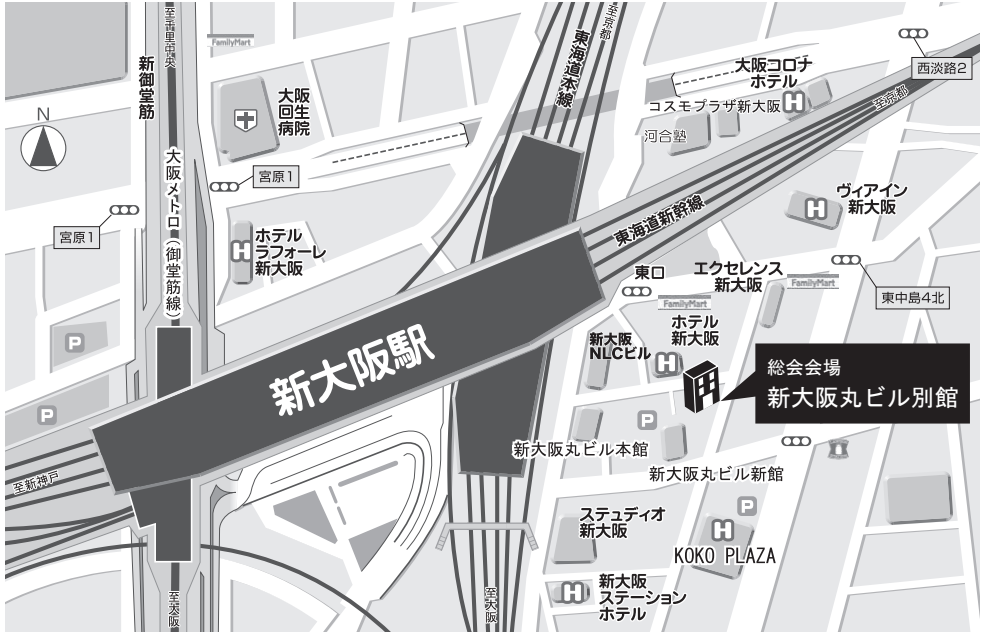 至千里中央
FamilyMart
新御堂筋
大阪
回生
病院
N
宮原1
宮原1
大阪メトロ(御堂筋線)
H
ホテル
ラフォーレ
新大阪
P
P
東海道本線
至京都
西淡路2
大阪コロナ
ホテル
H
コスモプラザ新大阪
河合塾
至京都
東海道新幹線
H
ヴィアイン
新大阪
東口
エクセレンス
新大阪
FamilyMart
FamilyMart
東中島4北
ホテル
新大阪
H
新大阪
NLCビル
総会会場
新大阪丸ビル別館
新大阪駅
P
新大阪丸ビル本館
新大阪丸ビル新館
至新神戸
P
ステュディオ
新大阪
H
KOKO PLAZA
H
新大阪
ステーション
ホテル
至大阪
至大阪